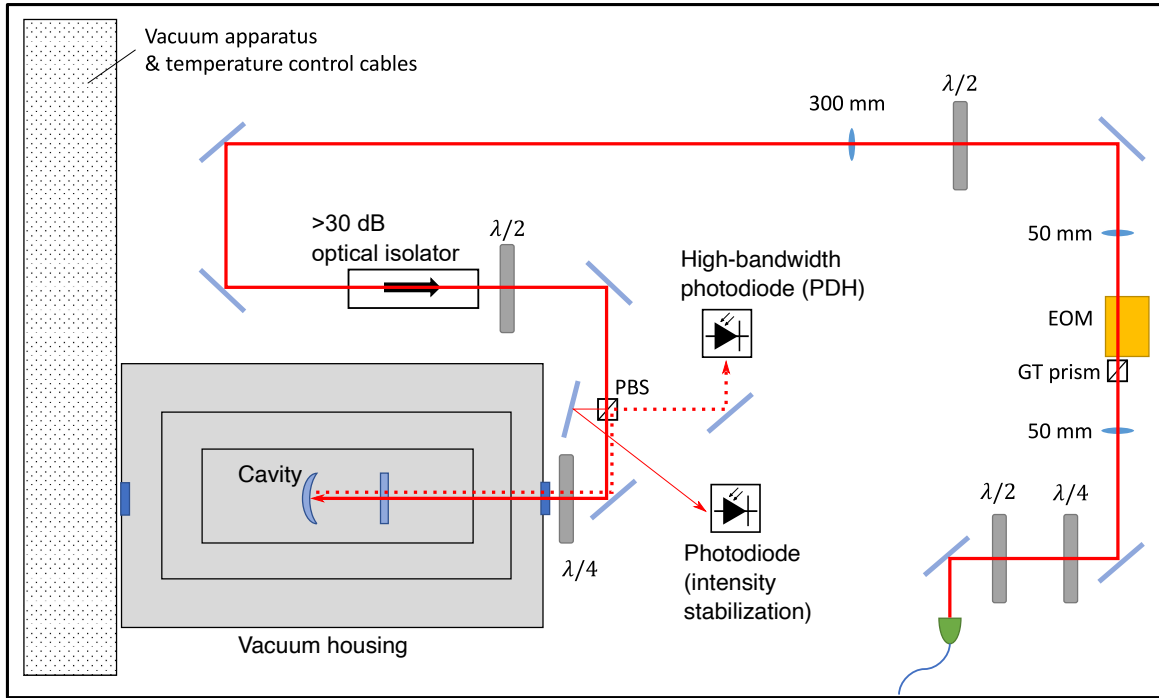 Vacuum apparatus
& temperature control cables
300 mm
λ/2
>30 dB
optical isolator
λ/2
50 mm
High-bandwidth
photodiode (PDH)
EOM
GT prism
PBS
50 mm
Cavity
λ/2
λ/4
λ/4
Photodiode
(intensity
stabilization)
Vacuum housing